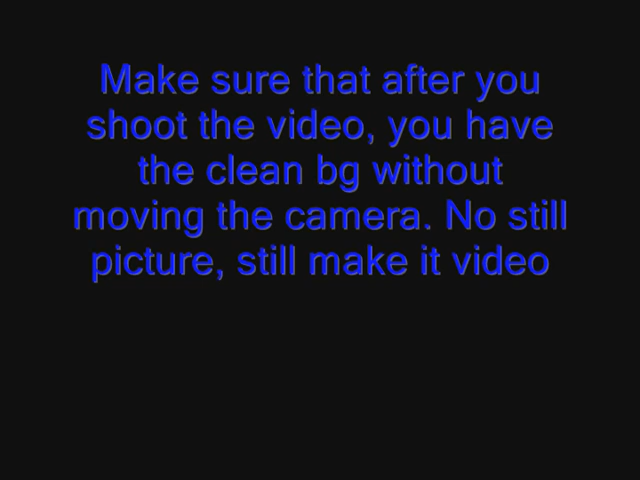 Make sure that after you
shoot the video, you have
the clean bg without
moving the camera. No still
picture, still make it video